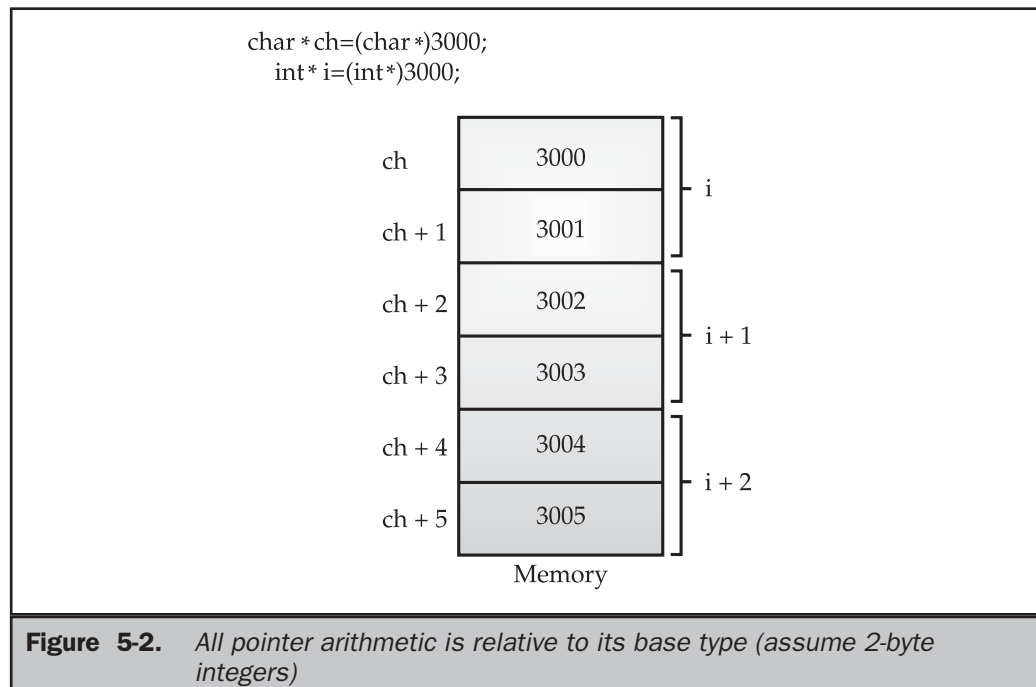 char * ch=(char *)3000;
int* i=(int*)3000;
ch 3000
i
ch + 1 3001
ch + 2 3002
i + 1
ch + 3 3003
ch + 4 3004
i + 2
ch + 5 3005
Memory
Figure 5-2. All pointer arithmetic is relative to its base type (assume 2-byte
integers)